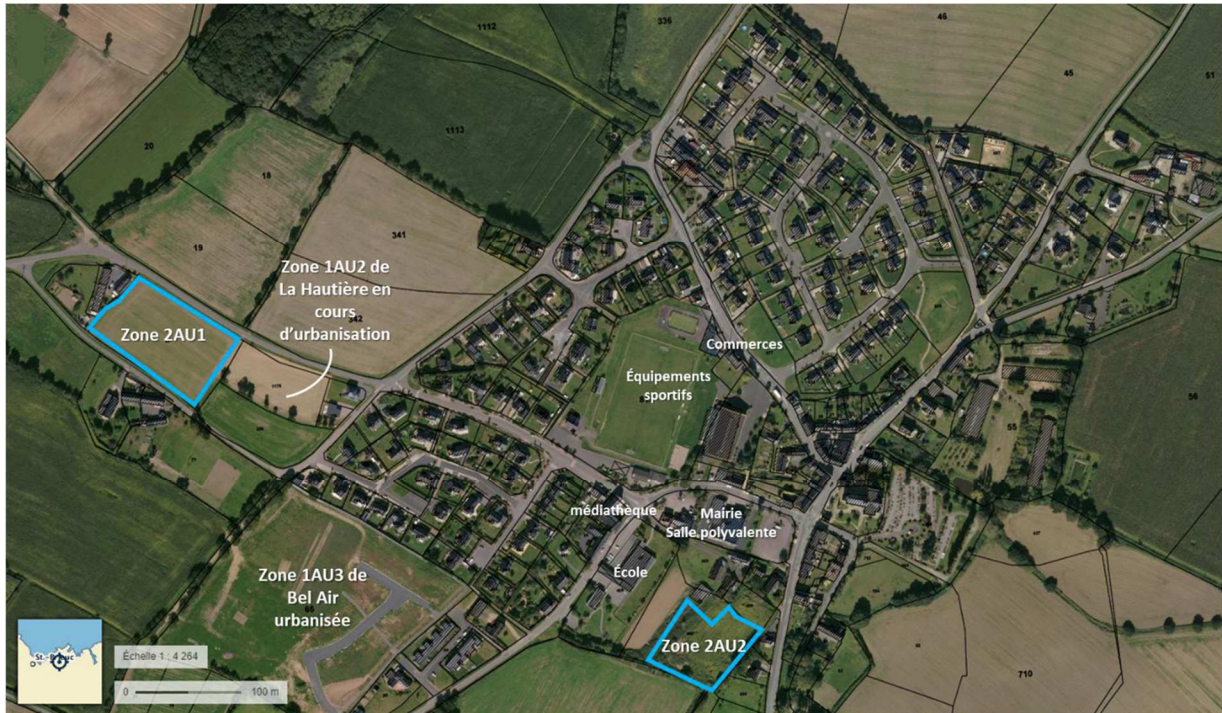 1112
336
46
45
51
1113
20
18
19
341
Zone 1AU2 de
La Hautière en
cours
d'urbanisation
Zone 2AU1
Commerces
Équipements
sportifs
56
55
médiathèque
Mairie
Salle polyvalente
École
Zone 1AU3 de
Bel Air
urbanisée
Zone 2AU2
710
Échelle 1 : 4 264
0
100 m